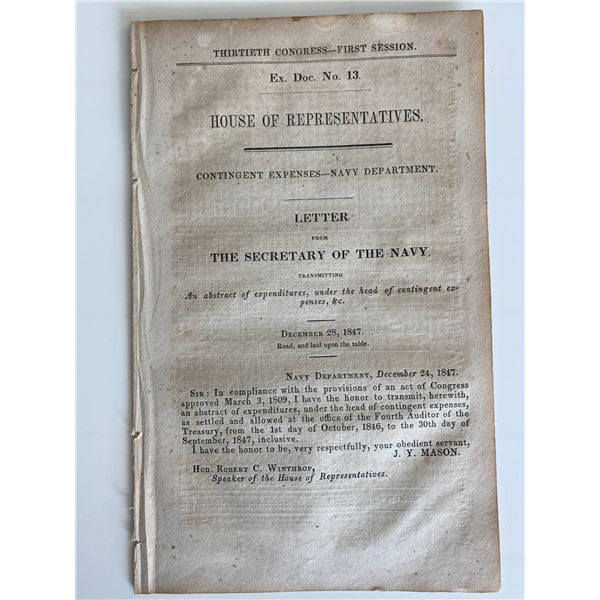 THIRTIETH CONGRESS—FIRST SESSION.
Ex. Doc. No. 13.
HOUSE OF REPRESENTATIVES.
CONTINGENT EXPENSES—NAVY DEPARTMENT.
LETTER
FROM
THE SECRETARY OF THE NAVY,
TRANSMITTING
An abstract of expenditures, under the head of contingent ex-
penses, &c.
December 28, 1847.
Read, and laid upon the table.
Navy Department, December 24, 1847.
Sir: In compliance with the provisions of an act of Congress
approved March 3, 1809, I have the honor to transmit, herewith,
an abstract of expenditures, under the head of contingent expenses,
as settled and allowed at the office of the Fourth Auditor of the
Treasury, from the 1st day of October, 1846, to the 30th day of
September, 1847, inclusive.
I have the honor to be, very respectfully, your obedient servant,
J. Y. MASON.
Hon. Robert C. Winthrop,
Speaker of the House of Representatives.